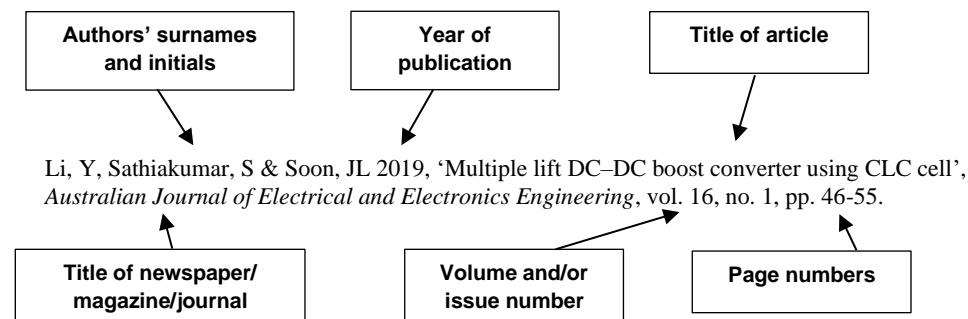 Authors' surnames
and initials
Year of
publication
Title of article
Li, Y, Sathiakumar, S & Soon, JL 2019, ‘Multiple lift DC–DC boost converter using CLC cell’,
Australian Journal of Electrical and Electronics Engineering, vol. 16, no. 1, pp. 46-55.
Title of newspaper/
magazine/journal
Volume and/or
issue number
Page numbers